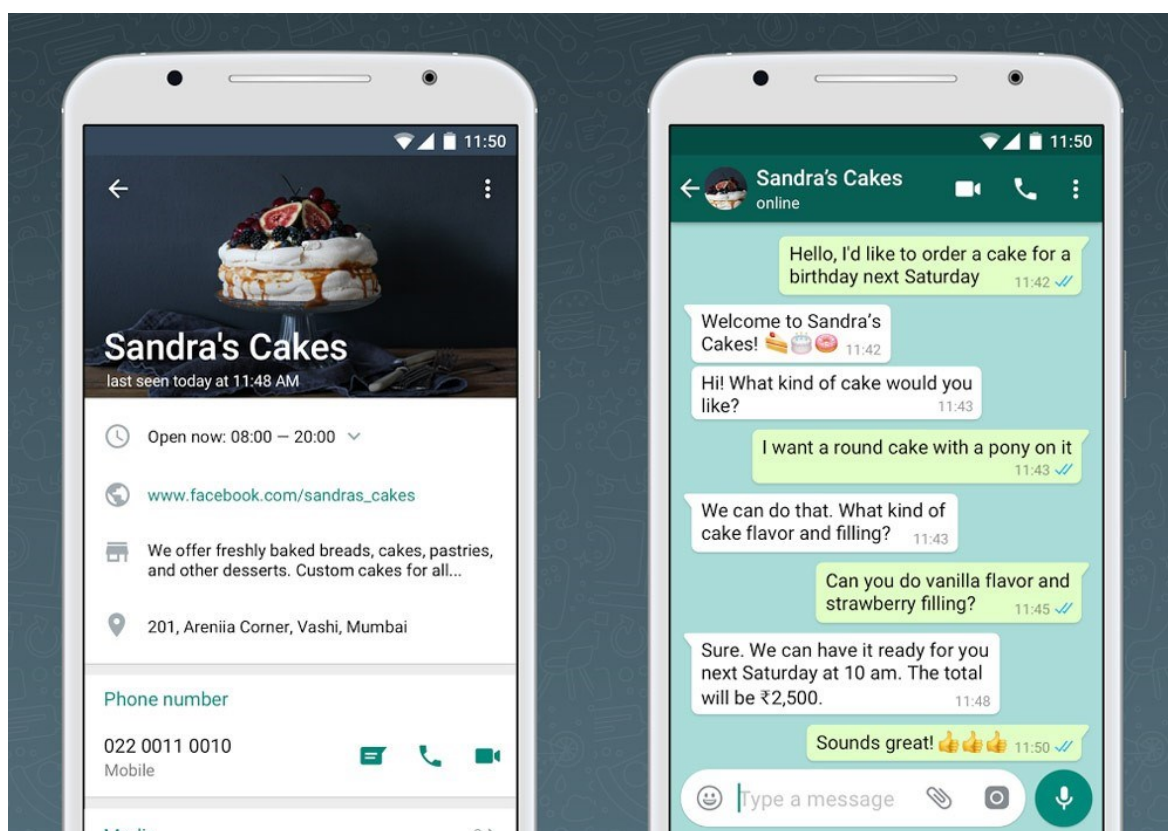 11:50
Sandra's Cakes
last seen today at 11:48 AM
Open now: 08:00 – 20:00
www.facebook.com/sandras_cakes
We offer freshly baked breads, cakes, pastries,
and other desserts. Custom cakes for all...
201, Areniia Corner, Vashi, Mumbai
Phone number
022 0011 0010
Mobile
11:50
Sandra's Cakes
online
Hello, I'd like to order a cake for a
birthday next Saturday 11:42
Welcome to Sandra's
Cakes! 🍰🎂🍩 11:42
Hi! What kind of cake would you
like? 11:43
I want a round cake with a pony on it
11:43
We can do that. What kind of
cake flavor and filling? 11:43
Can you do vanilla flavor and
strawberry filling? 11:45
Sure. We can have it ready for you
next Saturday at 10 am. The total
will be ₹2,500. 11:48
Sounds great! 👍👍👍 11:50
Type a message